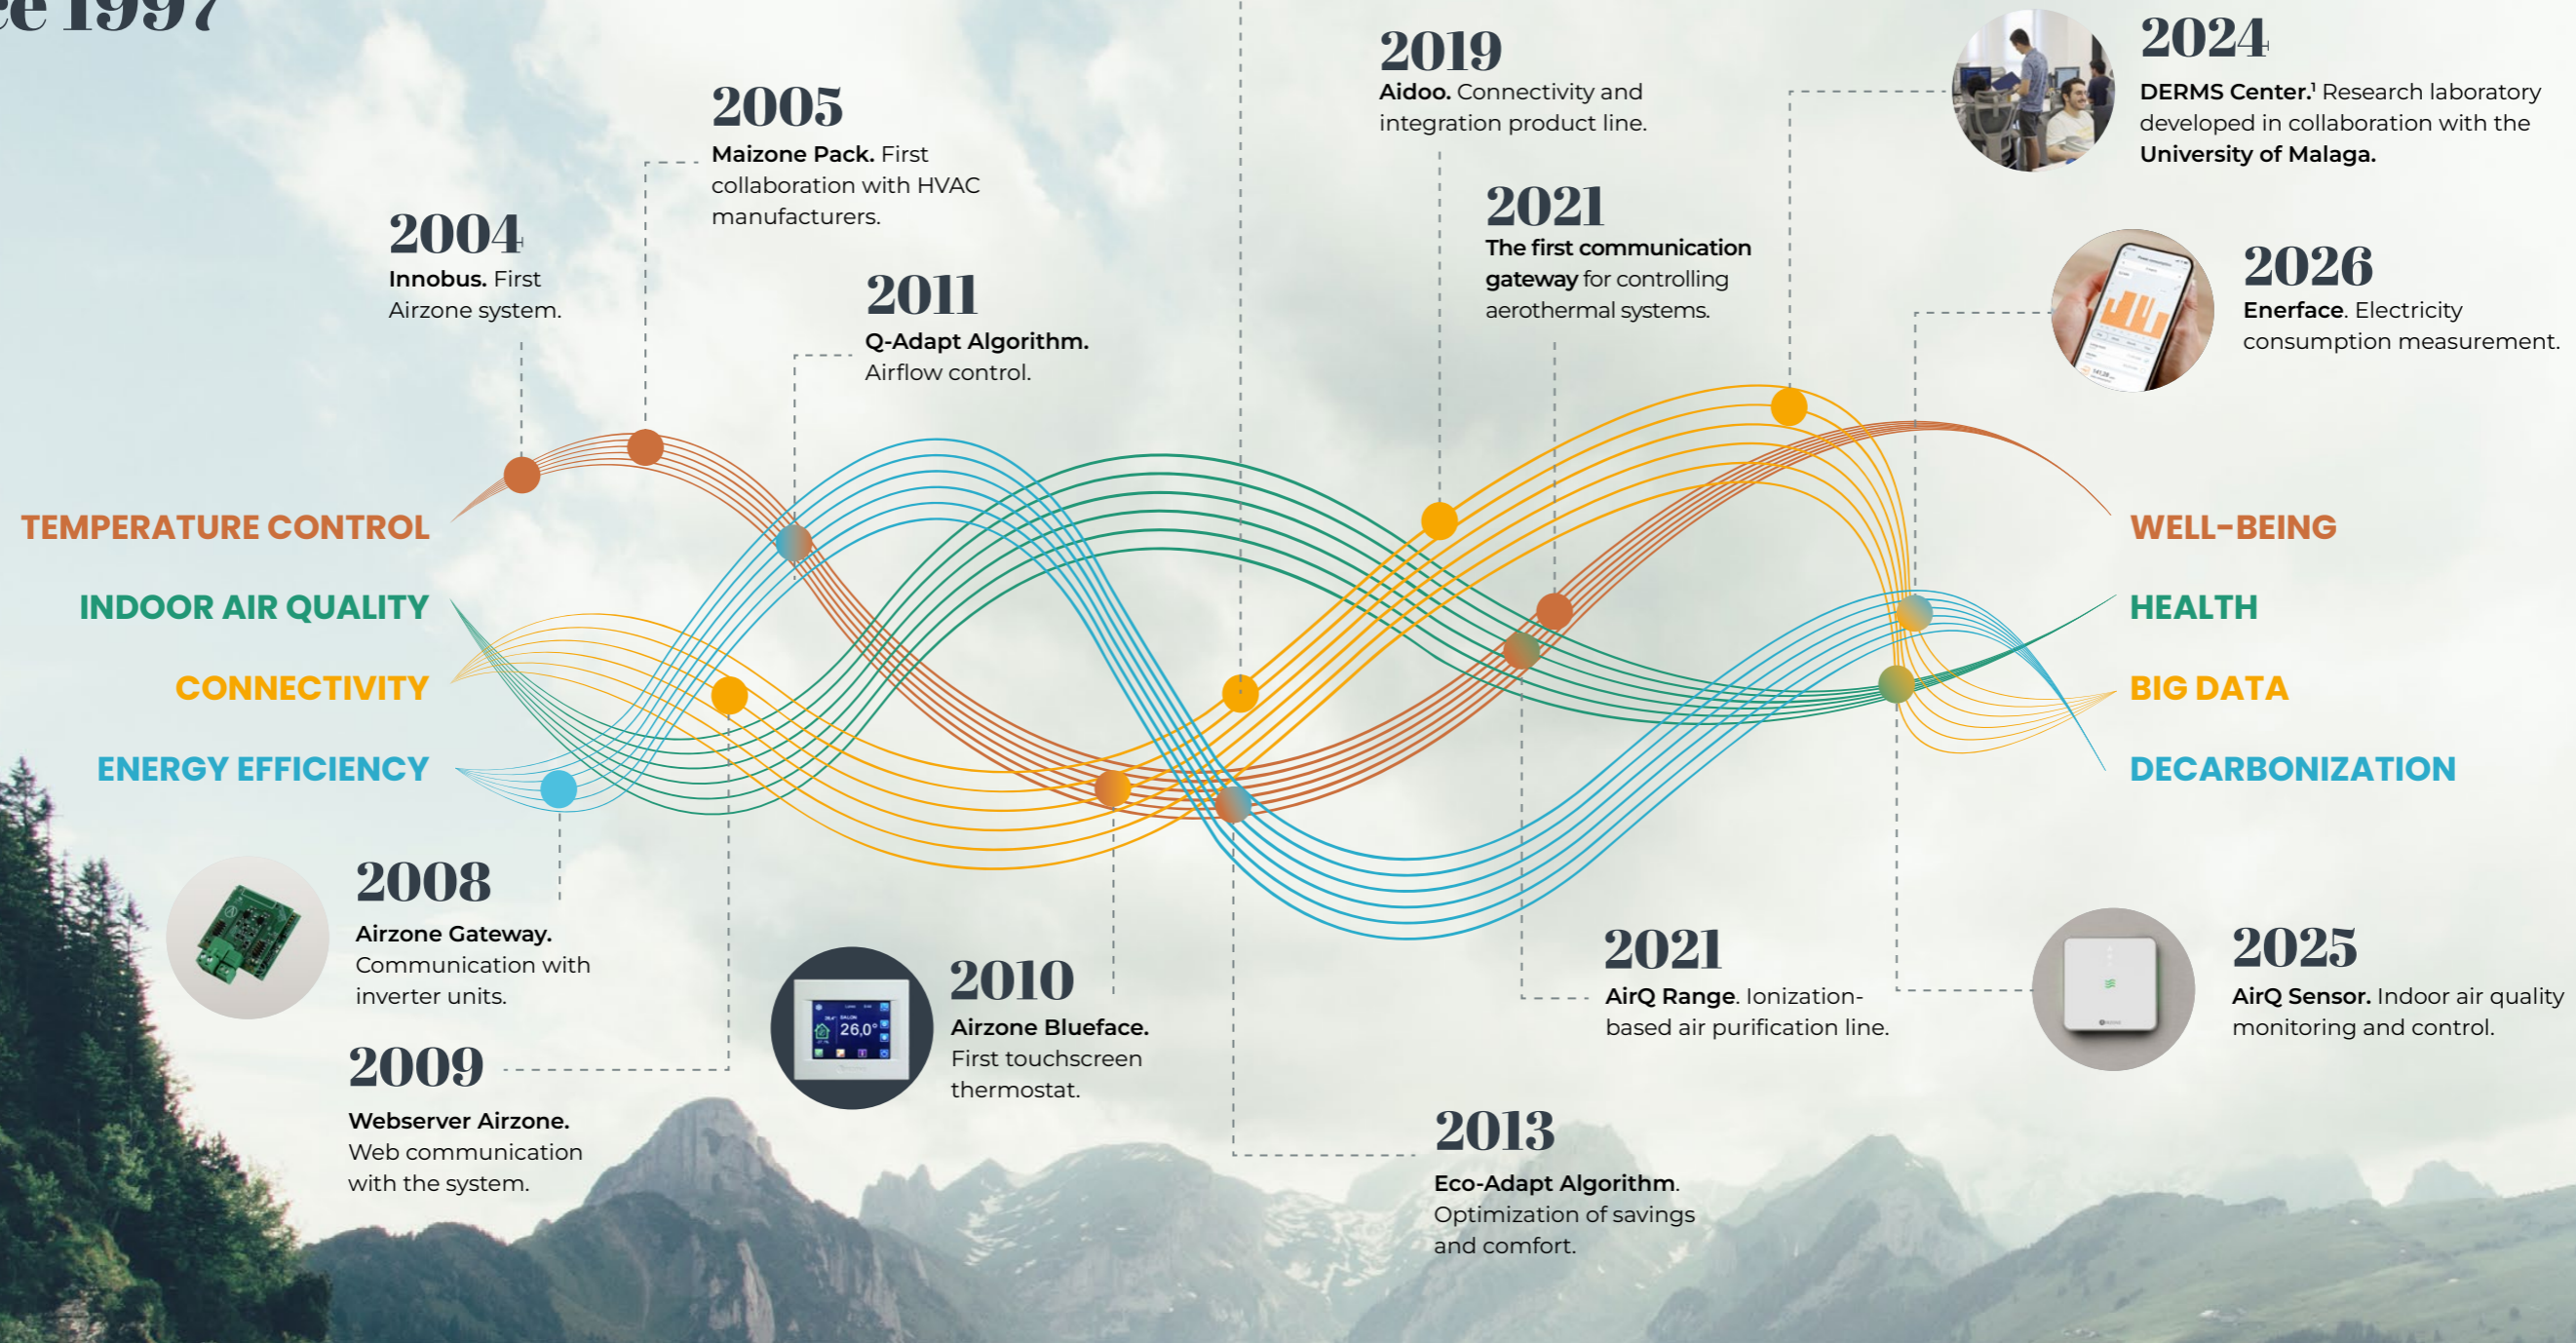 ce 1997
2019
Aidoo. Connectivity and
integration product line.
2024
DERMS Center.¹ Research laboratory
developed in collaboration with the
University of Malaga.
2005
Maizone Pack. First
collaboration with HVAC
manufacturers.
2004
Innobus. First
Airzone system.
2021
The first communication
gateway for controlling
aerothermal systems.
2011
Q-Adapt Algorithm.
Airflow control.
2026
Enerface. Electricity
consumption measurement.
TEMPERATURE CONTROL
INDOOR AIR QUALITY
CONNECTIVITY
ENERGY EFFICIENCY
WELL-BEING
HEALTH
BIG DATA
DECARBONIZATION
2008
Airzone Gateway.
Communication with
inverter units.
2009
Webserver Airzone.
Web communication
with the system.
26,0°
2010
Airzone Blueface.
First touchscreen
thermostat.
2013
Eco-Adapt Algorithm.
Optimization of savings
and comfort.
2021
AirQ Range. Ionization-
based air purification line.
2025
AirQ Sensor. Indoor air quality
monitoring and control.